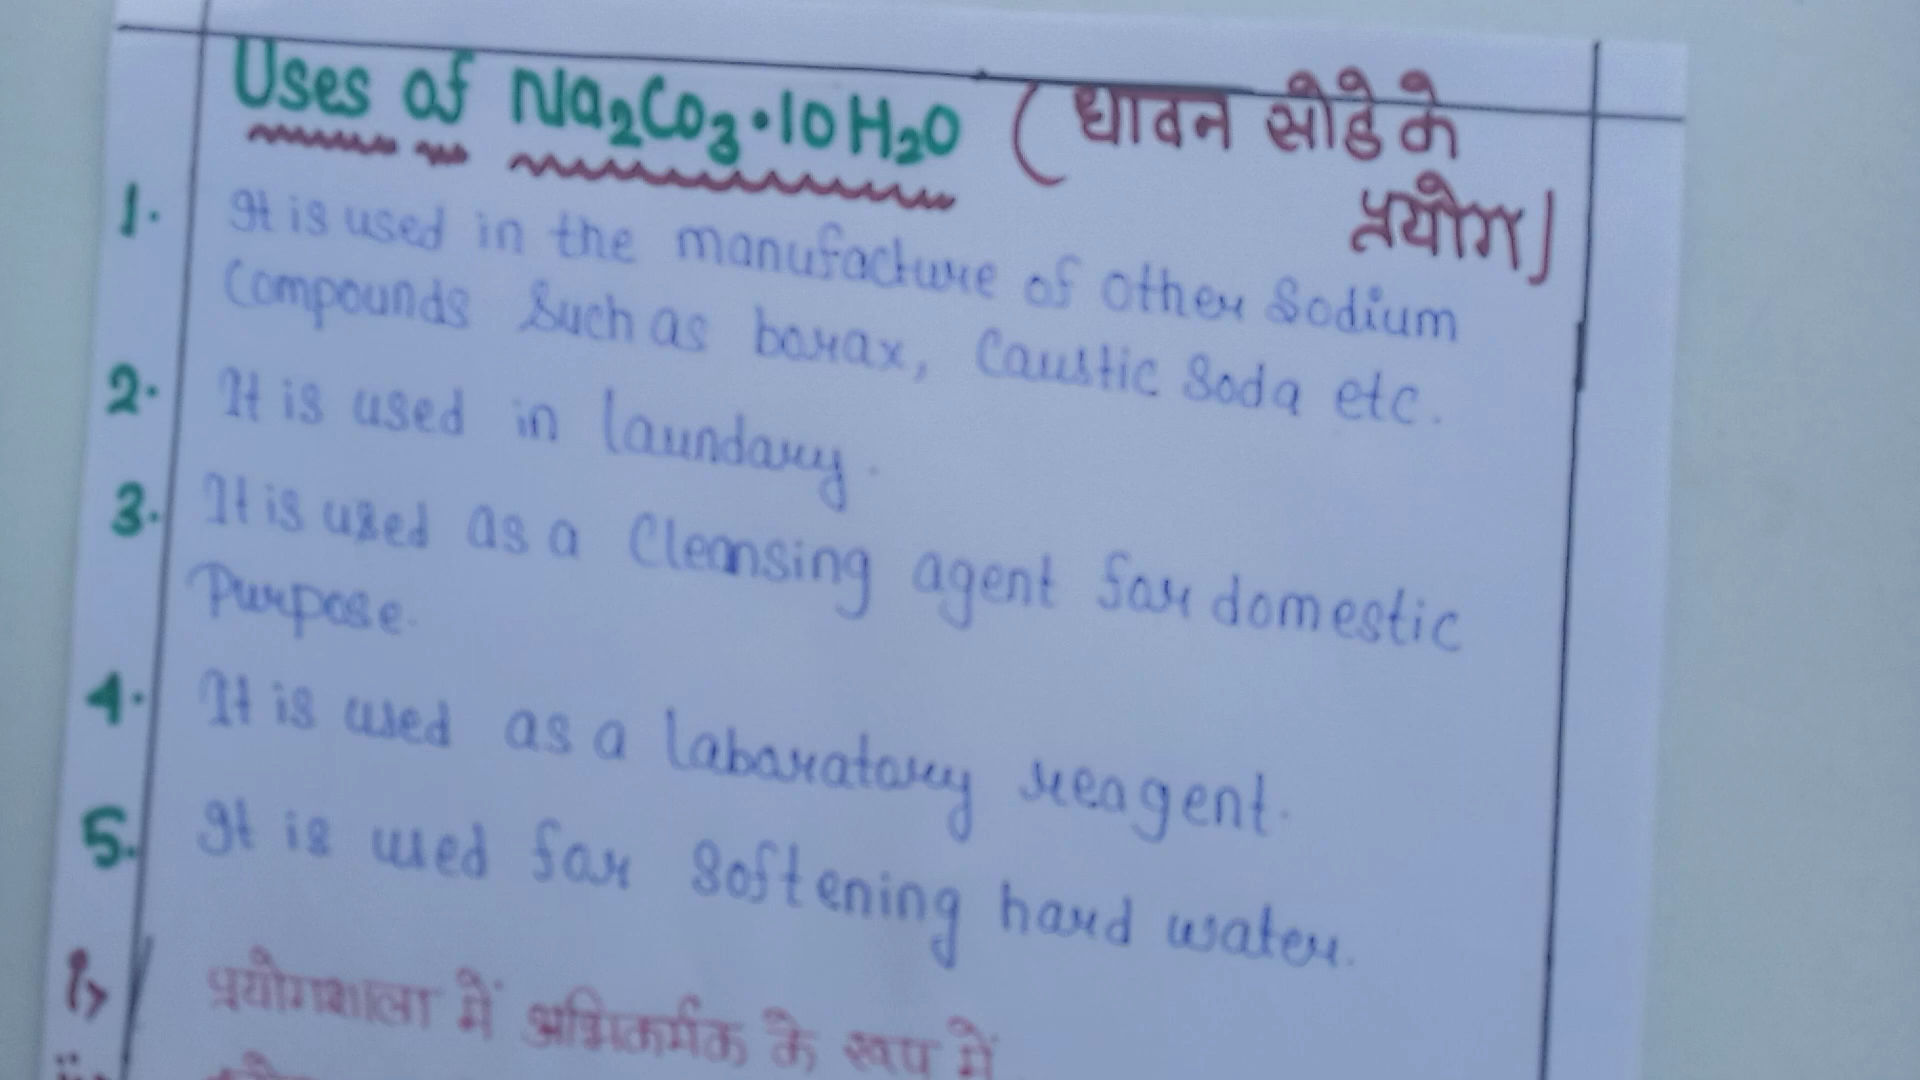 Uses of Na2Co3·10H2O (धावन सोडे के
प्रयोग)
1. It is used in the manufacture of other Sodium
Compounds Such as borax, Caustic Soda etc.
2. It is used in laundary.
3. It is used as a Cleansing agent for domestic
Purpose.
4. It is used as a laboratory reagent.
5. It is used for Softening hard water.
i> प्रयोगशाला में अभिकर्मक के रूप में